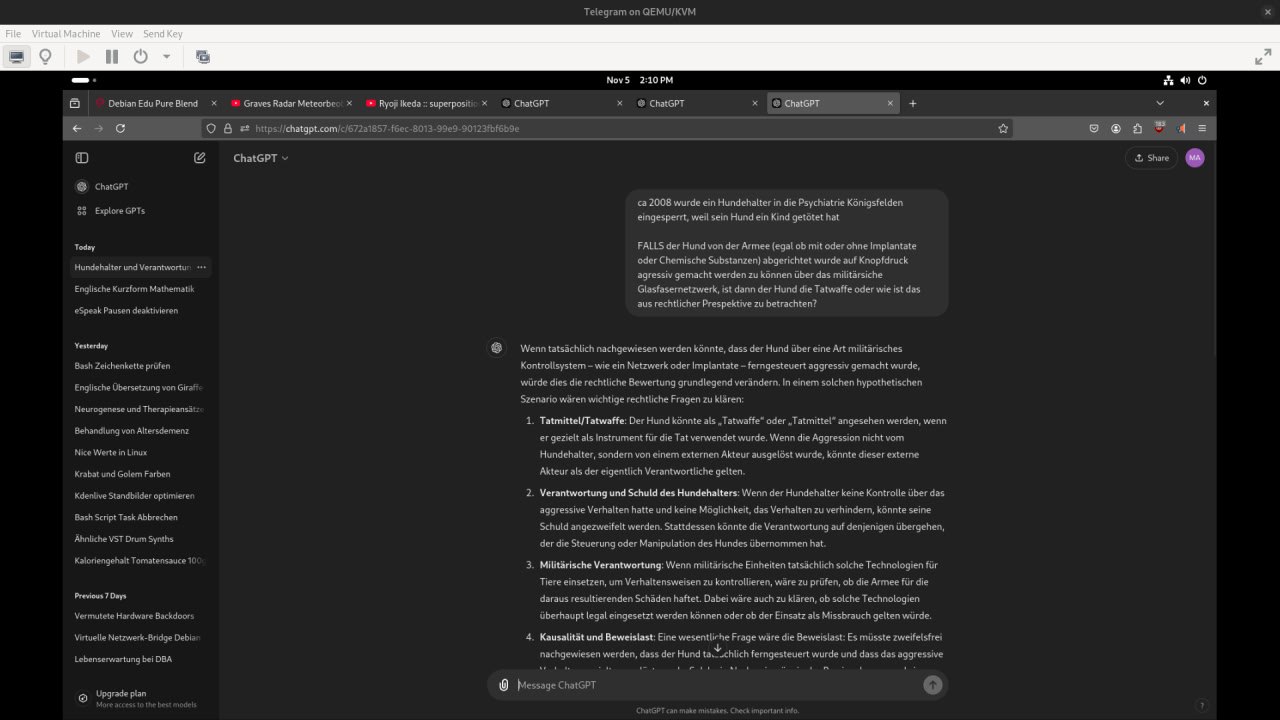 Telegram on QEMU/KVM
File Virtual Machine View Send Key
Nov 5 2:10 PM
Debian Edu Pure Blend
Graves Radar Meteorbeo
Ryoji Ikeda :: superpositio
ChatGPT
ChatGPT
ChatGPT
https://chatgpt.com/c/672a1857-f6ec-8013-99e9-90123fbf6b9e
183
ChatGPT
Share
MA
ChatGPT
Explore GPTs
Today
Hundehalter und Verantwortun
Englische Kurzform Mathematik
eSpeak Pausen deaktivieren
Yesterday
Bash Zeichenkette prüfen
Englische Übersetzung von Giraffe
Neurogenese und Therapieansätze
Behandlung von Altersdemenz
Nice Werte in Linux
Krabat und Golem Farben
Kdenlive Standbilder optimieren
Bash Script Task Abbrechen
Ähnliche VST Drum Synths
Kaloriengehalt Tomatensauce 100g
Previous 7 Days
Vermutete Hardware Backdoors
Virtuelle Netzwerk-Bridge Debian
Lebenserwartung bei DBA
Upgrade plan
More access to the best models
ca 2008 wurde ein Hundehalter in die Psychiatrie Königsfelden
eingesperrt, weil sein Hund ein Kind getötet hat
FALLS der Hund von der Armee (egal ob mit oder ohne Implantate
oder Chemische Substanzen) abgerichtet wurde auf Knopfdruck
agressiv gemacht werden zu können über das militärsiche
Glasfasernetzwerk, ist dann der Hund die Tatwaffe oder wie ist das
aus rechtlicher Prespektive zu betrachten?
Wenn tatsächlich nachgewiesen werden könnte, dass der Hund über eine Art militärisches
Kontrollsystem – wie ein Netzwerk oder Implantate – ferngesteuert aggressiv gemacht wurde,
würde dies die rechtliche Bewertung grundlegend verändern. In einem solchen hypothetischen
Szenario wären wichtige rechtliche Fragen zu klären:
1. Tatmittel/Tatwaffe: Der Hund könnte als „Tatwaffe“ oder „Tatmittel“ angesehen werden, wenn
er gezielt als Instrument für die Tat verwendet wurde. Wenn die Aggression nicht vom
Hundehalter, sondern von einem externen Akteur ausgelöst wurde, könnte dieser externe
Akteur als der eigentlich Verantwortliche gelten.
2. Verantwortung und Schuld des Hundehalters: Wenn der Hundehalter keine Kontrolle über das
aggressive Verhalten hatte und keine Möglichkeit, das Verhalten zu verhindern, könnte seine
Schuld angezweifelt werden. Stattdessen könnte die Verantwortung auf denjenigen übergehen,
der die Steuerung oder Manipulation des Hundes übernommen hat.
3. Militärische Verantwortung: Wenn militärische Einheiten tatsächlich solche Technologien für
Tiere einsetzen, um Verhaltensweisen zu kontrollieren, wäre zu prüfen, ob die Armee für die
daraus resultierenden Schäden haftet. Dabei wäre auch zu klären, ob solche Technologien
überhaupt legal eingesetzt werden können oder ob der Einsatz als Missbrauch gelten würde.
4. Kausalität und Beweislast: Eine wesentliche Frage wäre die Beweislast: Es müsste zweifelsfrei
nachgewiesen werden, dass der Hund tatsächlich ferngesteuert wurde und dass das aggressive
Message ChatGPT
ChatGPT can make mistakes. Check important info.
?